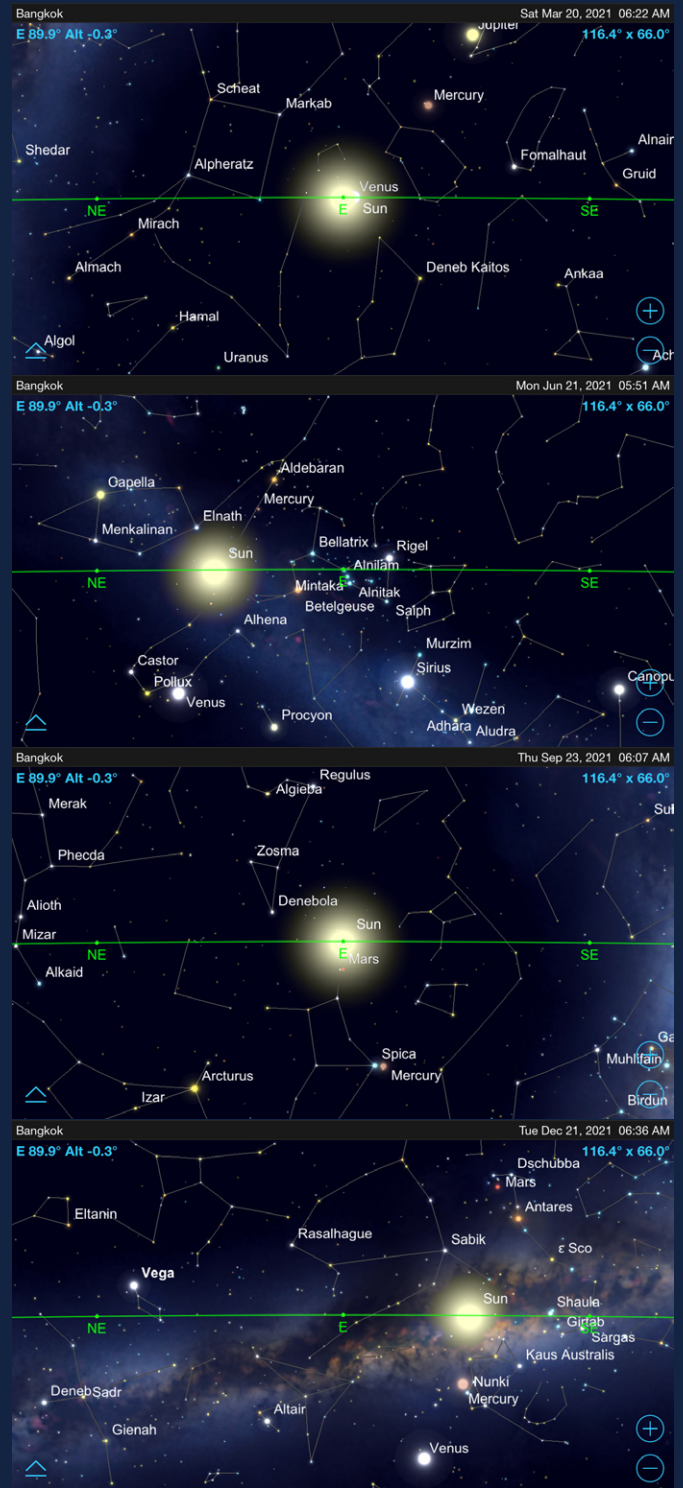 Bangkok Sat Mar 20, 2021 06:22 AM
E 89.9° Alt -0.3° 116.4° x 66.0°
Jupiter
Scheat
Mercury
Markab
Shedar
Alnair
Fomalhaut
Alpheratz
Gruid
Venus
NE E Sun SE
Mirach
Almach Deneb Kaitos Ankaa
Hamal
Algol
Uranus Ach
Bangkok Mon Jun 21, 2021 05:51 AM
E 89.9° Alt -0.3° 116.4° x 66.0°
Aldebaran
Capella
Mercury
Elnath
Menkalinan
Bellatrix Rigel
Sun
Alnilam
NE E SE
Mintaka Alnitak
Betelgeuse Saiph
Alhena
Murzim
Castor
Sirius
Pollux Canopu
Venus
Procyon Wezen
Adhara Aludra
Bangkok Thu Sep 23, 2021 06:07 AM
E 89.9° Alt -0.3° 116.4° x 66.0°
Regulus
Algieba
Merak
Su
Zosma
Phecda
Denebola
Alioth
Sun
Mizar
NE E SE
Mars
Alkaid
Ga
Spica
Muhlifain
Arcturus Mercury
Izar Birdun
Bangkok Tue Dec 21, 2021 06:36 AM
E 89.9° Alt -0.3° 116.4° x 66.0°
Dschubba
Mars
Antares
Eltanin
Rasalhague Sabik
ε Sco
Vega
Sun Shaula
Girtab
NE E SE
Sargas
Kaus Australis
Nunki
Deneb Sadr
Mercury
Altair
Gienah
Venus